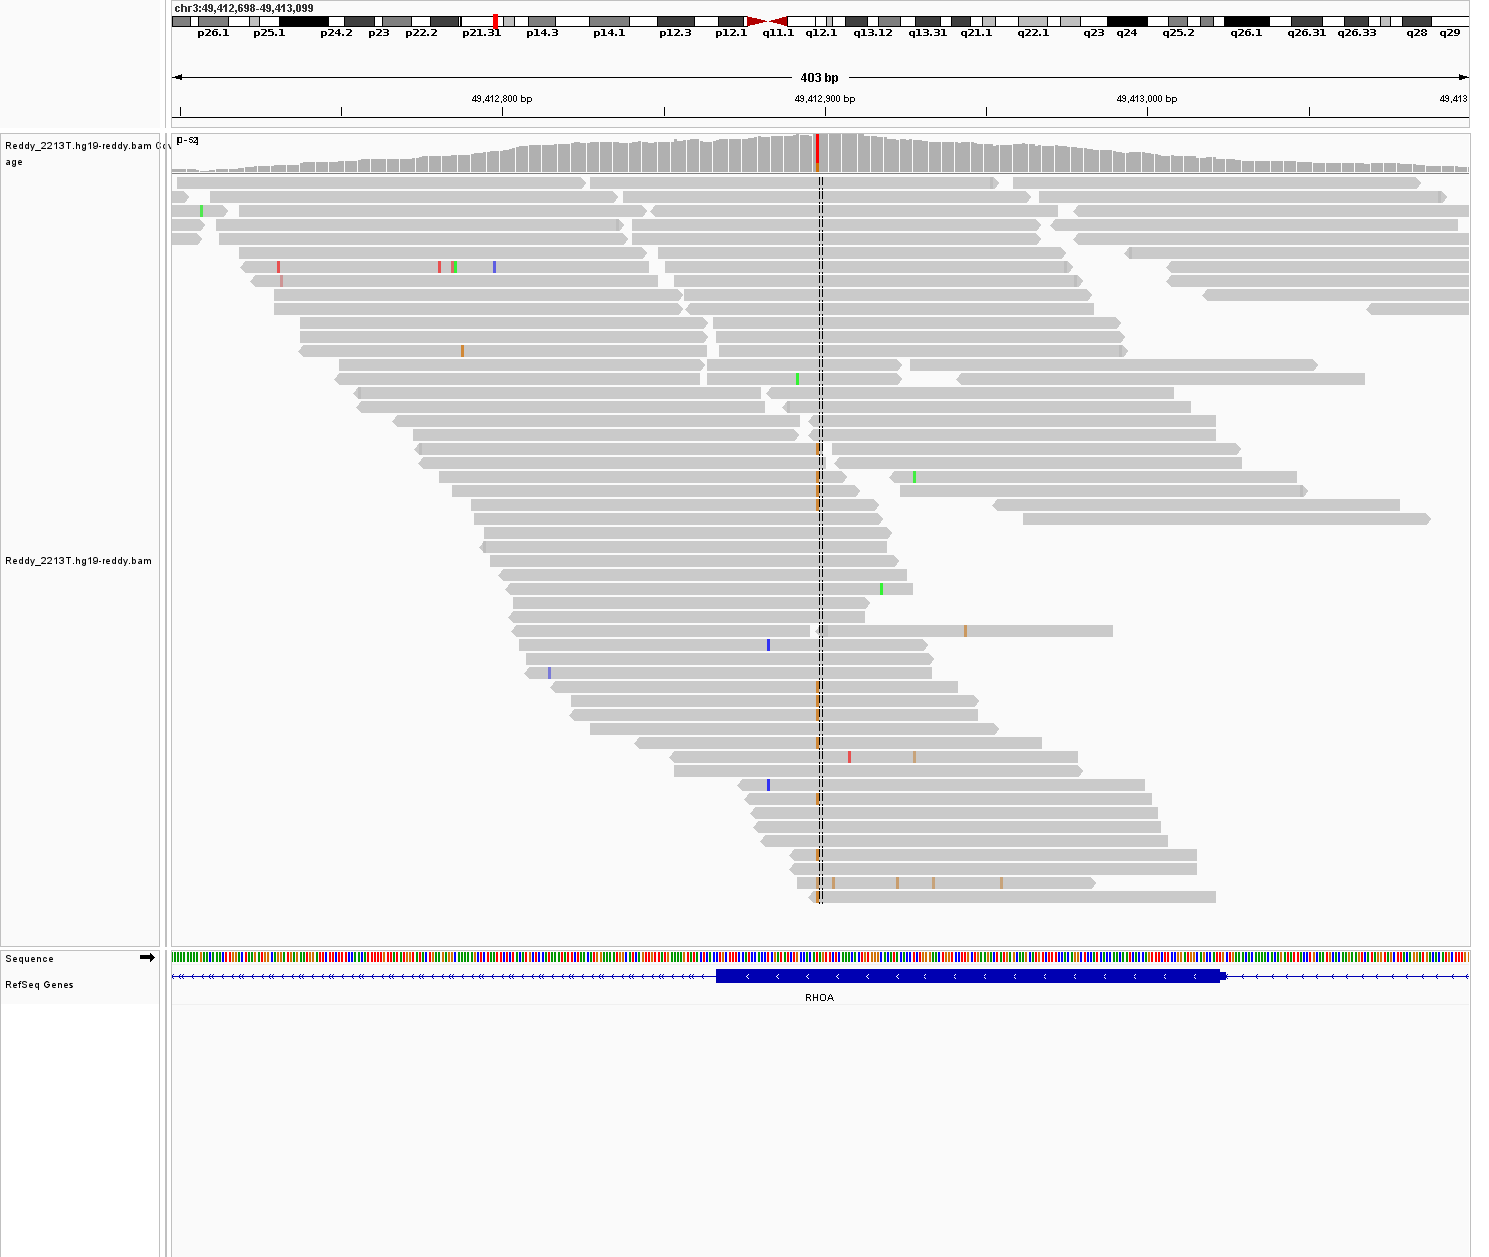 chr3:49,412,698-49,413,099
p26.1 p25.1 p24.2 p23 p22.2 p21.31 p14.3 p14.1 p12.3 p12.1 q11.1 q12.1 q13.12 q13.31 q21.1 q22.1 q23 q24 q25.2 q26.1 q26.31 q26.33 q28 q29
403 bp
49,412,800 bp 49,412,900 bp 49,413,000 bp 49,413
Reddy_2213T.hg19-reddy.bam Cov
age
[0-52]
Reddy_2213T.hg19-reddy.bam
Sequence
RefSeq Genes
RHOA